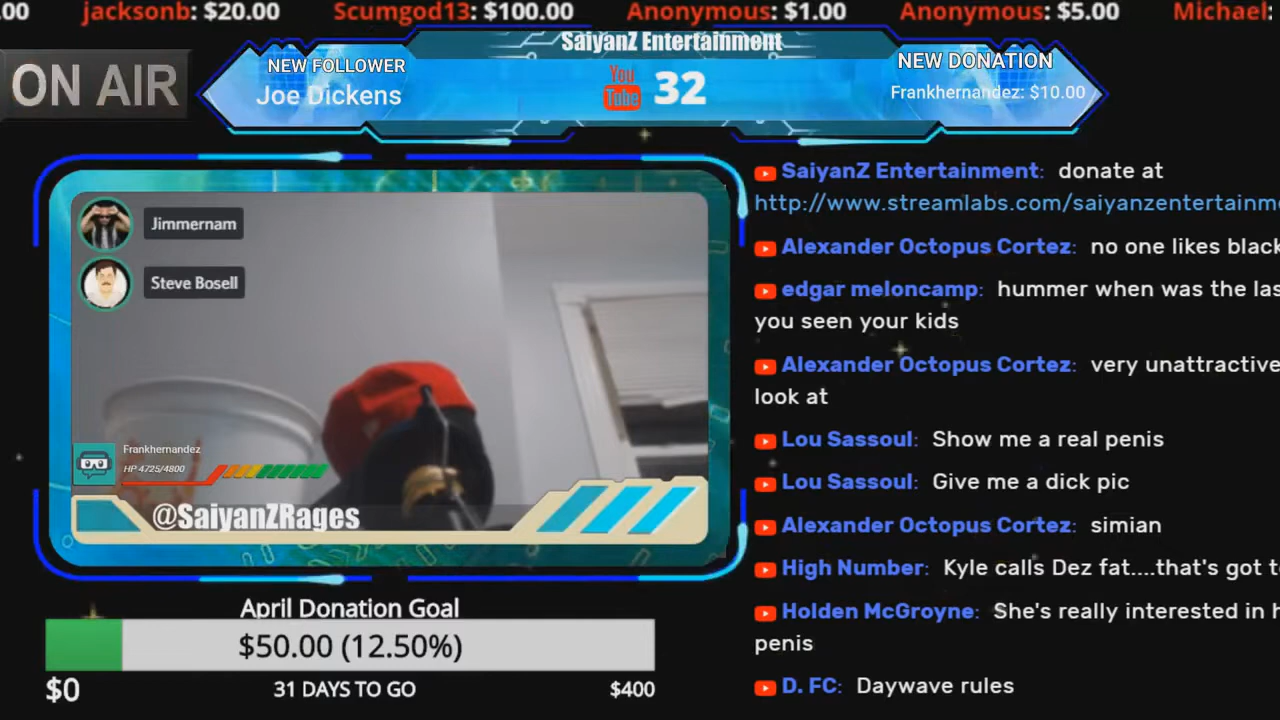 .00 jacksonb: $20.00 Scumgod13: $100.00 Anonymous: $1.00 Anonymous: $5.00 Michael:
SaiyanZ Entertainment
ON AIR
NEW FOLLOWER
Joe Dickens
You
Tube
32
NEW DONATION
Frankhernandez: $10.00
Jimmernam
Steve Bosell
Frankhernandez
HP 4725/4800
@SaiyanZRages
April Donation Goal
$50.00 (12.50%)
$0 31 DAYS TO GO $400
SaiyanZ Entertainment: donate at
http://www.streamlabs.com/saiyanzentertainme
Alexander Octopus Cortez: no one likes black
edgar meloncamp: hummer when was the las
you seen your kids
Alexander Octopus Cortez: very unattractive
look at
Lou Sassoul: Show me a real penis
Lou Sassoul: Give me a dick pic
Alexander Octopus Cortez: simian
High Number: Kyle calls Dez fat....that's got t
Holden McGroyne: She's really interested in h
penis
D. FC: Daywave rules